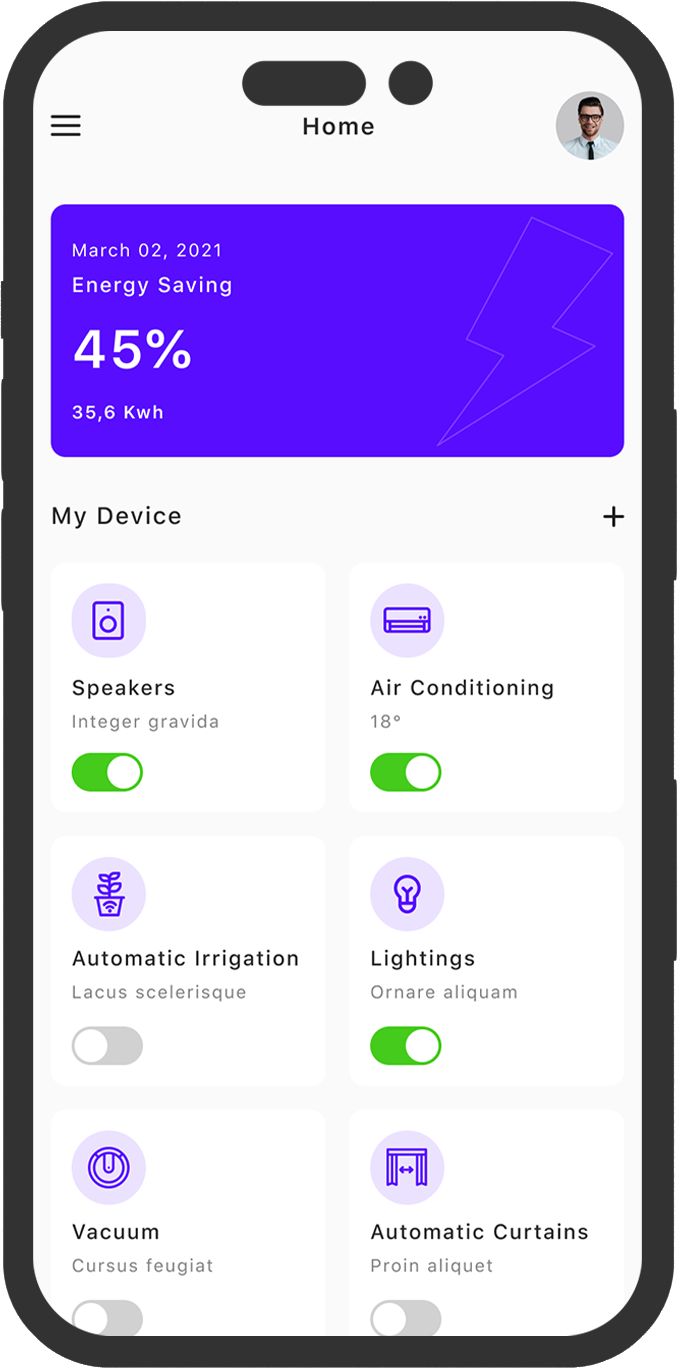 Home
March 02, 2021
Energy Saving
45%
35,6 Kwh
My Device
Speakers
Integer gravida
Air Conditioning
18°
Automatic Irrigation
Lacus scelerisque
Lightings
Ornare aliquam
Vacuum
Cursus feugiat
Automatic Curtains
Proin aliquet